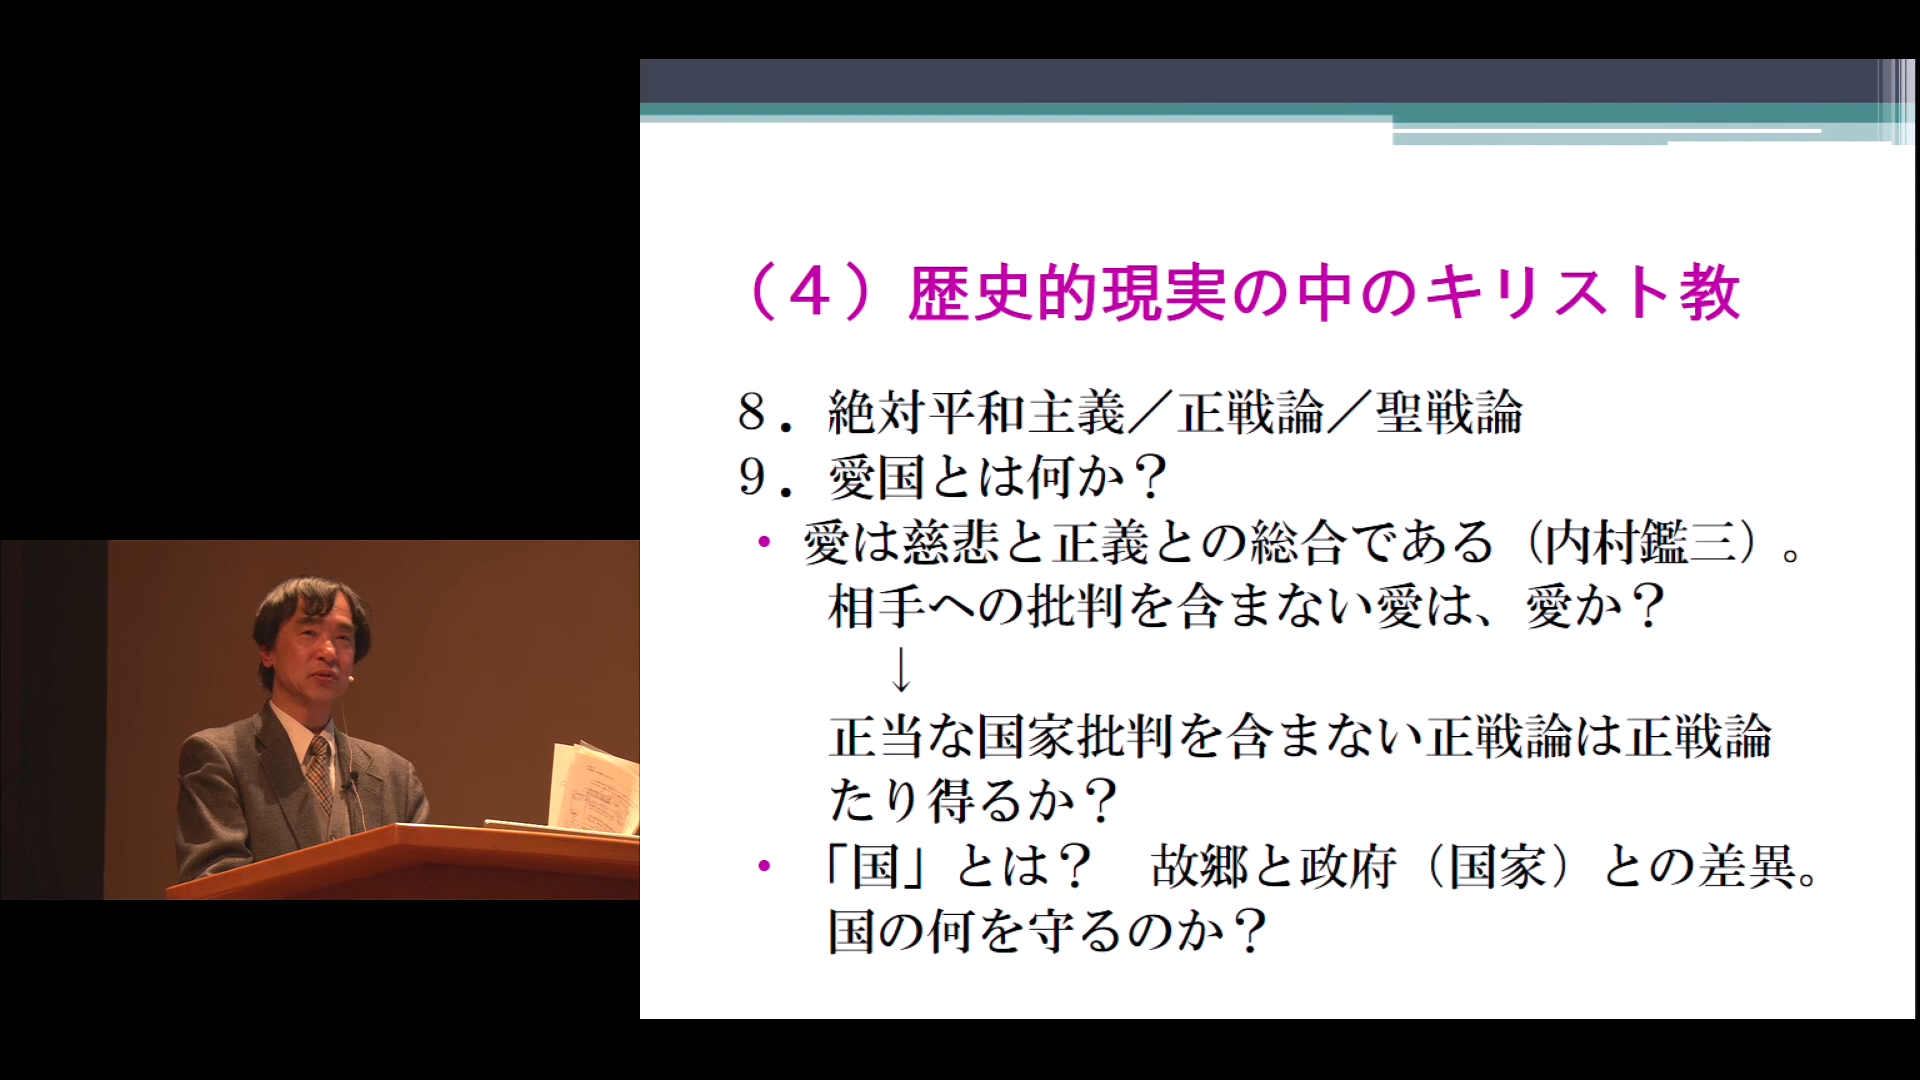 （４）歴史的現実の中のキリスト教
８．絶対平和主義／正戦論／聖戦論
９．愛国とは何か？
• 愛は慈悲と正義との総合である（内村鑑三）。
相手への批判を含まない愛は、愛か？
↓
正当な国家批判を含まない正戦論は正戦論
たり得るか？
• 「国」とは？　故郷と政府（国家）との差異。
国の何を守るのか？